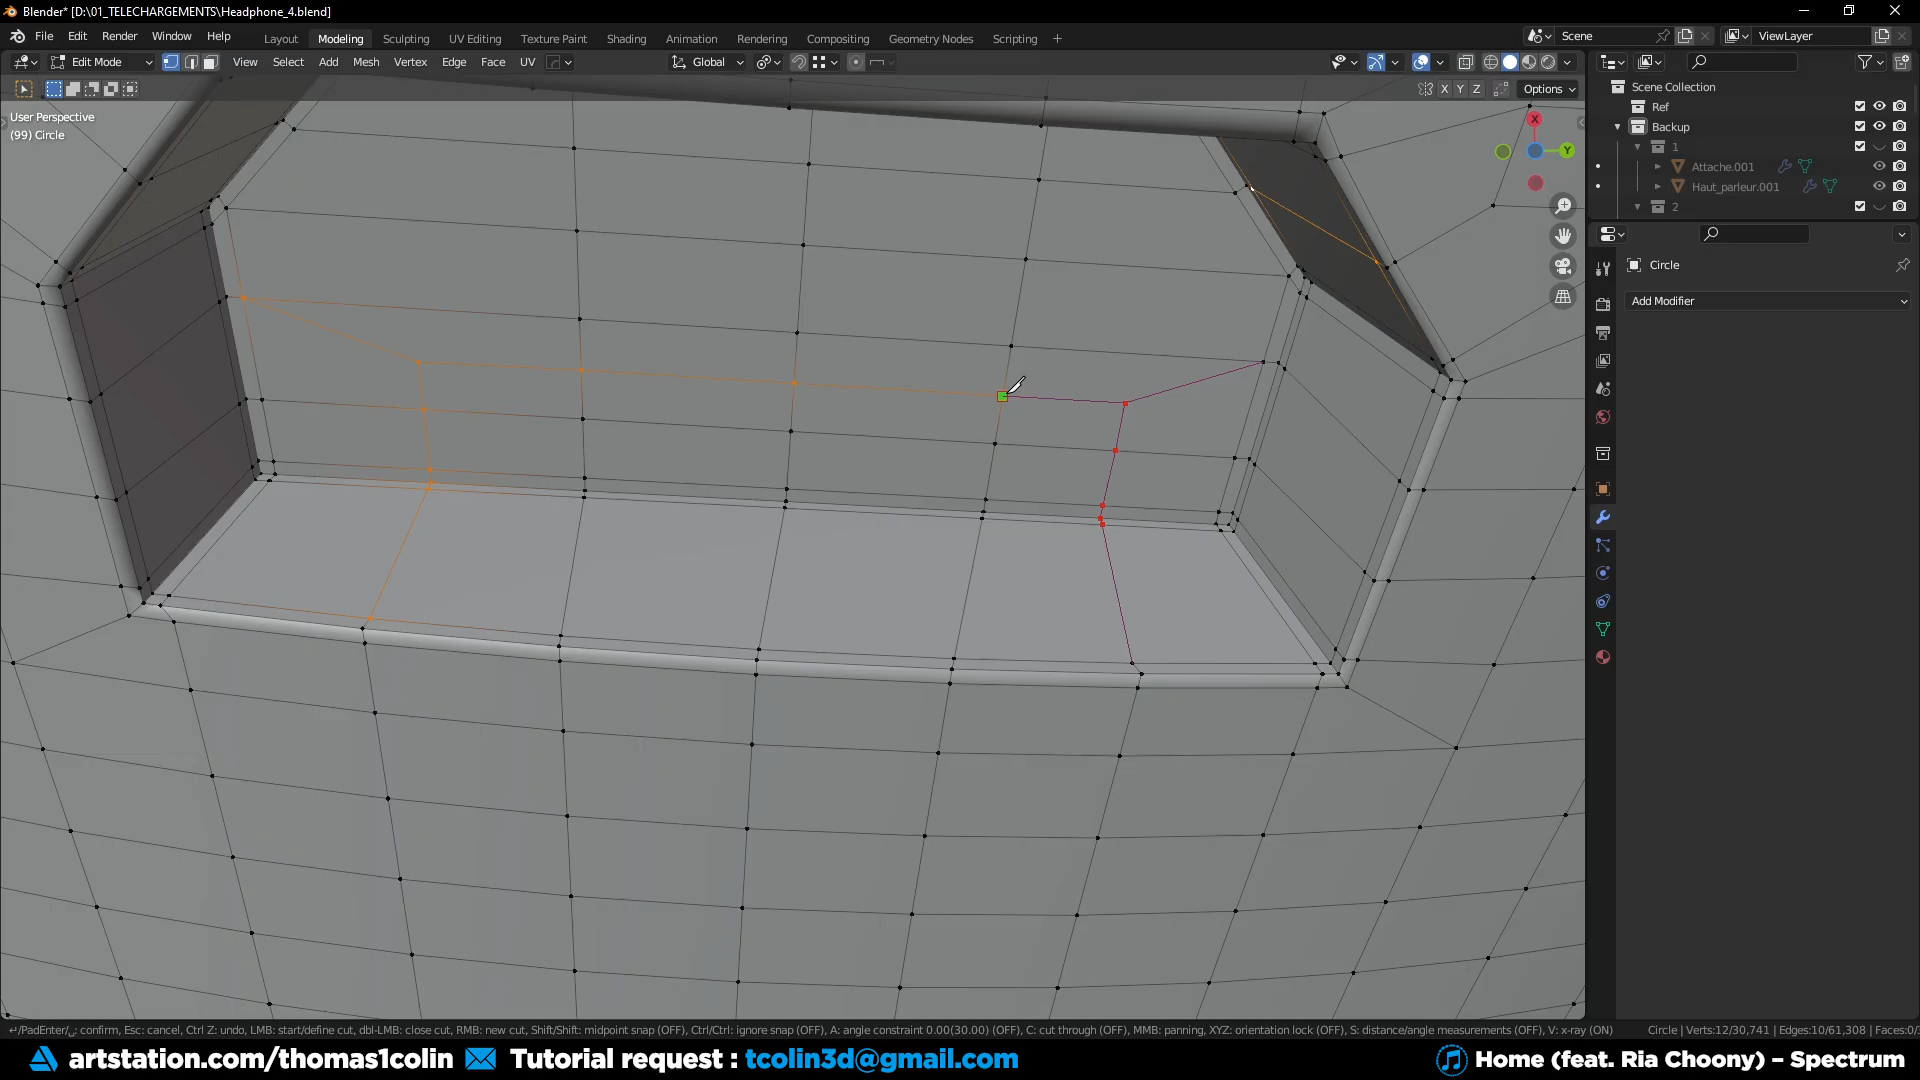 Blender* [D:\01_TELECHARGEMENTS\Headphone_4.blend]
File Edit Render Window Help Layout Modeling Sculpting UV Editing Texture Paint Shading Animation Rendering Compositing Geometry Nodes Scripting + Scene ViewLayer
Edit Mode View Select Add Mesh Vertex Edge Face UV Global
X Y Z Options
User Perspective
(99) Circle
X
Y
Scene Collection
Ref
Backup
1
Attache.001
Haut_parleur.001
2
Circle
Add Modifier
↵/PadEnter/␣: confirm, Esc: cancel, Ctrl Z: undo, LMB: start/define cut, dbl-LMB: close cut, RMB: new cut, Shift/Shift: midpoint snap (OFF), Ctrl/Ctrl: ignore snap (OFF), A: angle constraint 0.00(30.00) (OFF), C: cut through (OFF), MMB: panning, XYZ: orientation lock (OFF), S: distance/angle measurements (OFF), V: x-ray (ON) Circle | Verts:12/30,741 | Edges:10/61,308 | Faces:0/
artstation.com/thomas1colin Tutorial request : tcolin3d@gmail.com Home (feat. Ria Choony) – Spectrum